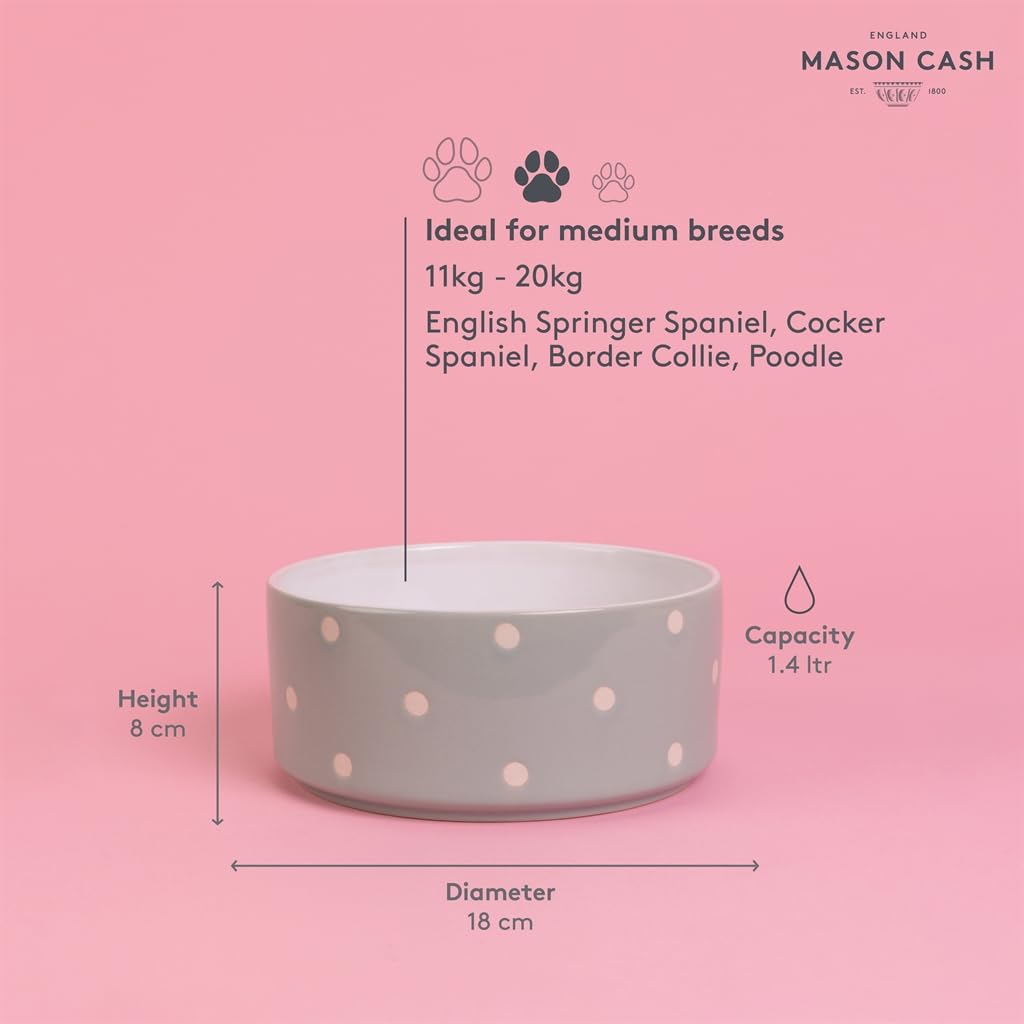 ENGLAND
MASON CASH
EST. 1800
Ideal for medium breeds
11kg - 20kg
English Springer Spaniel, Cocker
Spaniel, Border Collie, Poodle
Capacity
1.4 ltr
Height
8 cm
Diameter
18 cm